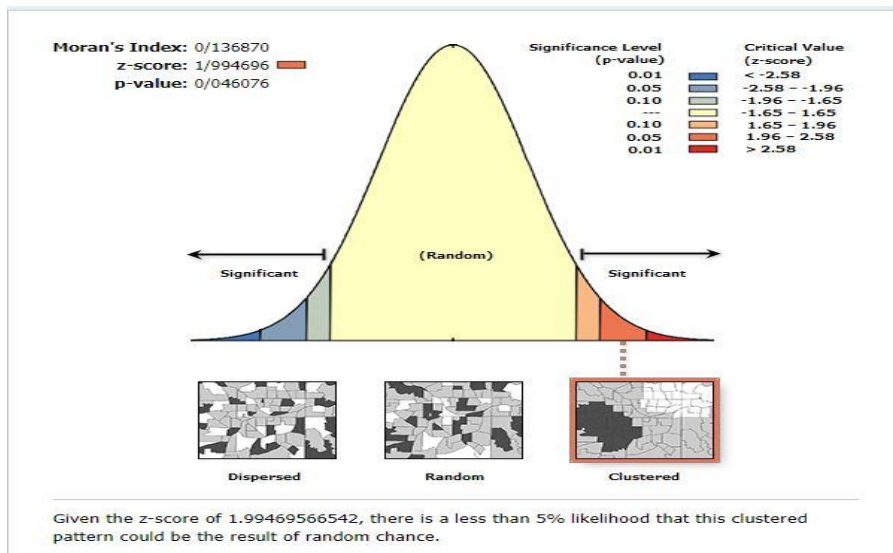 Moran's Index: 0/136870
z-score: 1/994696
p-value: 0/046076
Significance Level
(p-value)
Critical Value
(z-score)
0.01 < -2.58
0.05 -2.58 – -1.96
0.10 -1.96 – -1.65
--- -1.65 – 1.65
0.10 1.65 – 1.96
0.05 1.96 – 2.58
0.01 > 2.58
Significant
(Random)
Significant
Dispersed
Random
Clustered
Given the z-score of 1.99469566542, there is a less than 5% likelihood that this clustered
pattern could be the result of random chance.